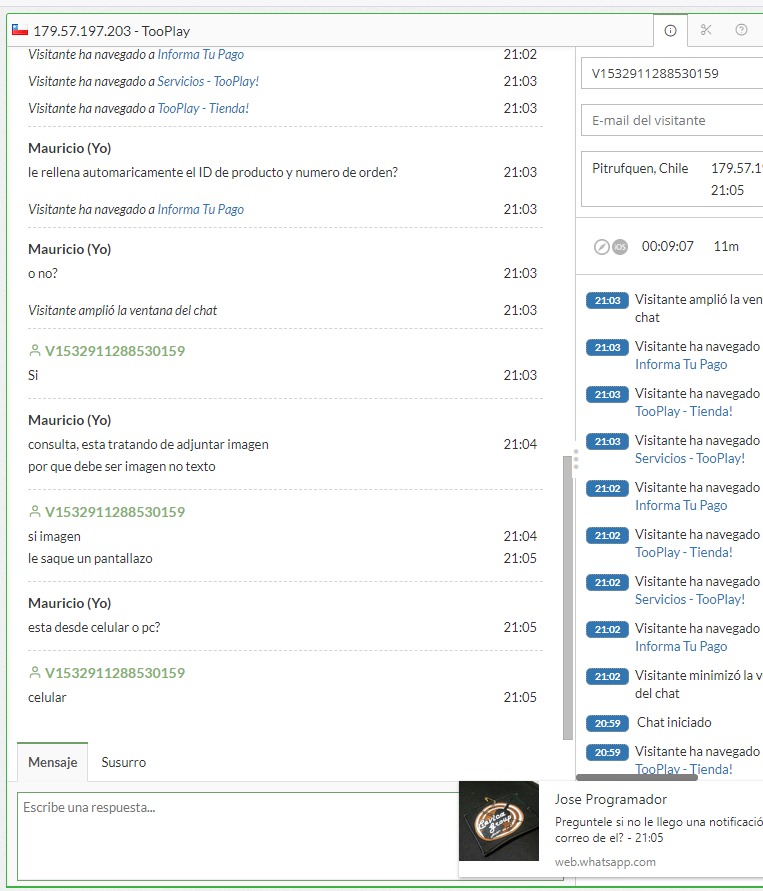 179.57.197.203 - TooPlay
Visitante ha navegado a Informa Tu Pago 21:02
Visitante ha navegado a Servicios - TooPlay! 21:03
Visitante ha navegado a TooPlay - Tienda! 21:03
Mauricio (Yo)
le rellena automaricamente el ID de producto y numero de orden? 21:03
Visitante ha navegado a Informa Tu Pago 21:03
Mauricio (Yo)
o no? 21:03
Visitante amplió la ventana del chat 21:03
V1532911288530159
Si 21:03
Mauricio (Yo)
consulta, esta tratando de adjuntar imagen 21:04
por que debe ser imagen no texto
V1532911288530159
si imagen 21:04
le saque un pantallazo 21:05
Mauricio (Yo)
esta desde celular o pc? 21:05
V1532911288530159
celular 21:05
Mensaje Susurro
Escribe una respuesta...
V1532911288530159
E-mail del visitante
Pitrufquen, Chile 179.57.1
21:05
iOS 00:09:07 11m
21:03 Visitante amplió la ven
chat
21:03 Visitante ha navegado
Informa Tu Pago
21:03 Visitante ha navegado
TooPlay - Tienda!
21:03 Visitante ha navegado
Servicios - TooPlay!
21:02 Visitante ha navegado
Informa Tu Pago
21:02 Visitante ha navegado
TooPlay - Tienda!
21:02 Visitante ha navegado
Servicios - TooPlay!
21:02 Visitante ha navegado
Informa Tu Pago
21:02 Visitante minimizó la v
del chat
20:59 Chat iniciado
20:59 Visitante ha navegado
TooPlay - Tienda!
Jose Programador
Preguntele si no le llego una notificació
correo de el? - 21:05
web.whatsapp.com